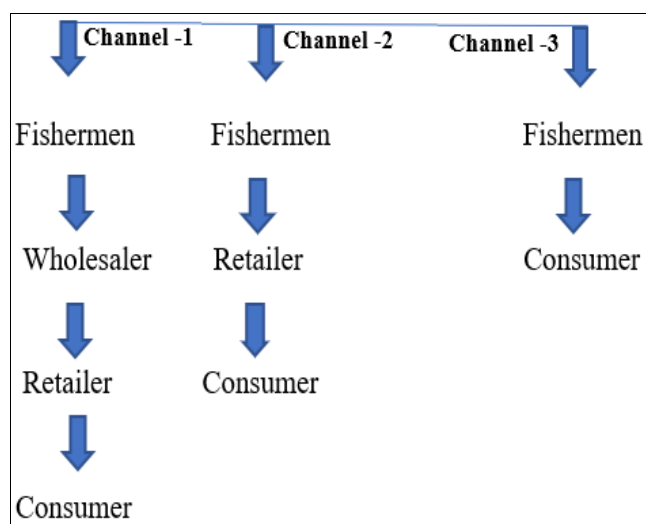 Channel -1 Channel -2 Channel -3
Fishermen Fishermen Fishermen
Wholesaler Retailer Consumer
Retailer Consumer
Consumer